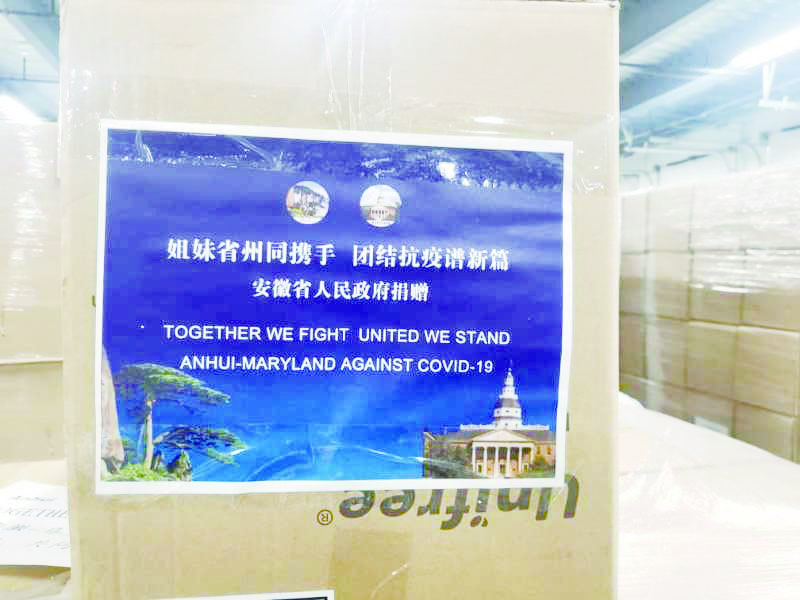 姐妹省州同携手 团结抗疫谱新篇
安徽省人民政府捐赠
TOGETHER WE FIGHT UNITED WE STAND
ANHUI-MARYLAND AGAINST COVID-19
Unifree®